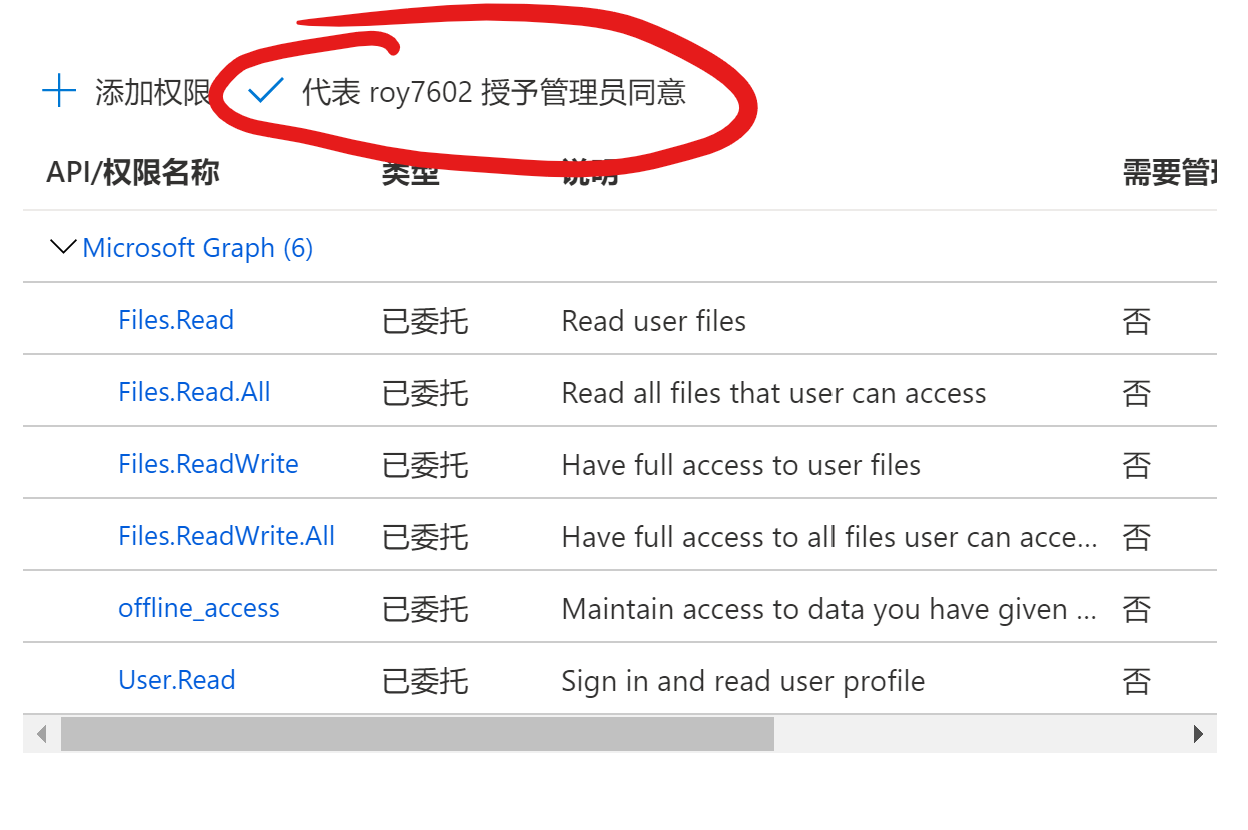 添加权限 代表 roy7602 授予管理员同意
API/权限名称 类型 说明 需要管
Microsoft Graph (6)
Files.Read 已委托 Read user files 否
Files.Read.All 已委托 Read all files that user can access 否
Files.ReadWrite 已委托 Have full access to user files 否
Files.ReadWrite.All 已委托 Have full access to all files user can acce... 否
offline_access 已委托 Maintain access to data you have given ... 否
User.Read 已委托 Sign in and read user profile 否